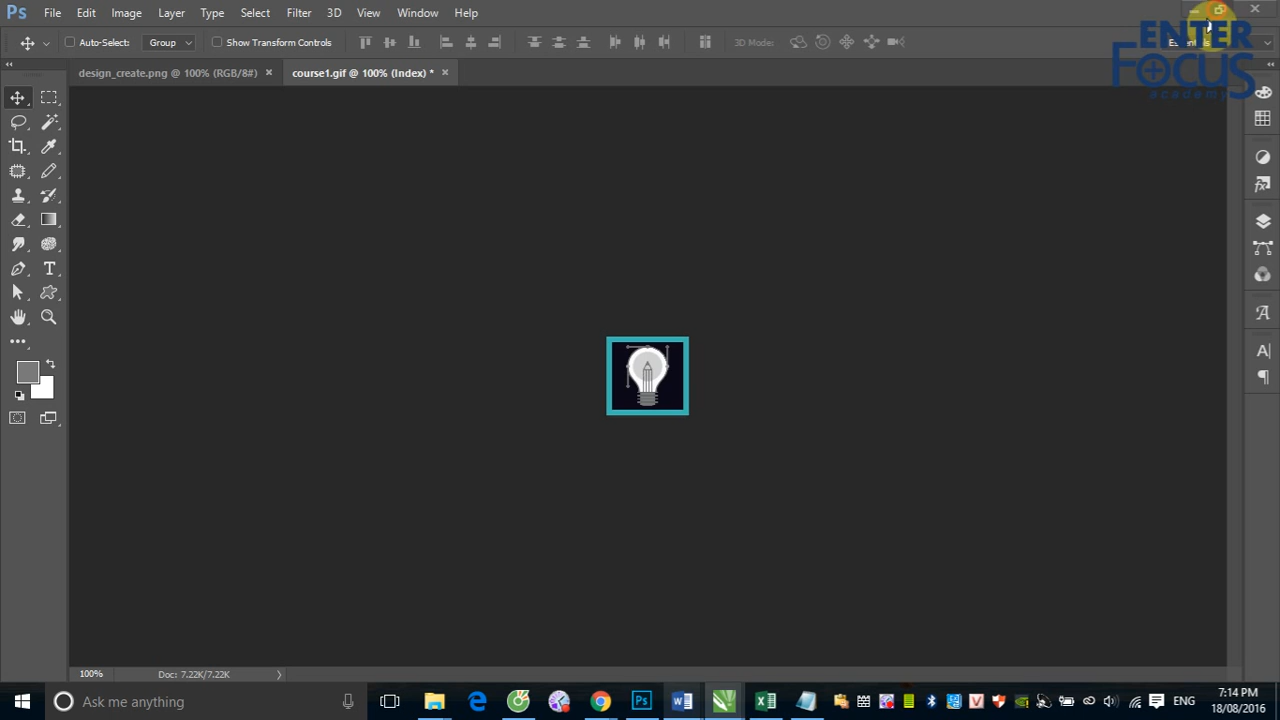 Ps File Edit Image Layer Type Select Filter 3D View Window Help
Auto-Select: Group Show Transform Controls 3D Mode: Essentials
ENTER
FOCUS
academy
design_create.png @ 100% (RGB/8#) × course1.gif @ 100% (Index) * ×
100% Doc: 7.22K/7.22K
Ask me anything
ENG
7:14 PM
18/08/2016